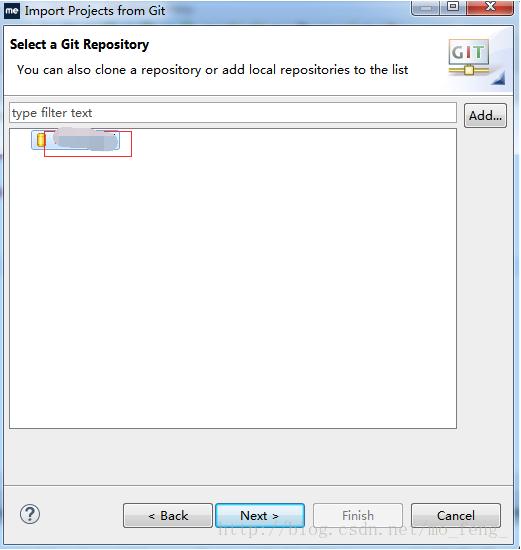 me Import Projects from Git
Select a Git Repository
You can also clone a repository or add local repositories to the list
GIT
type filter text
Add...
?
< Back
Next >
Finish
Cancel
http://blog.csdn.net/mo_feng_